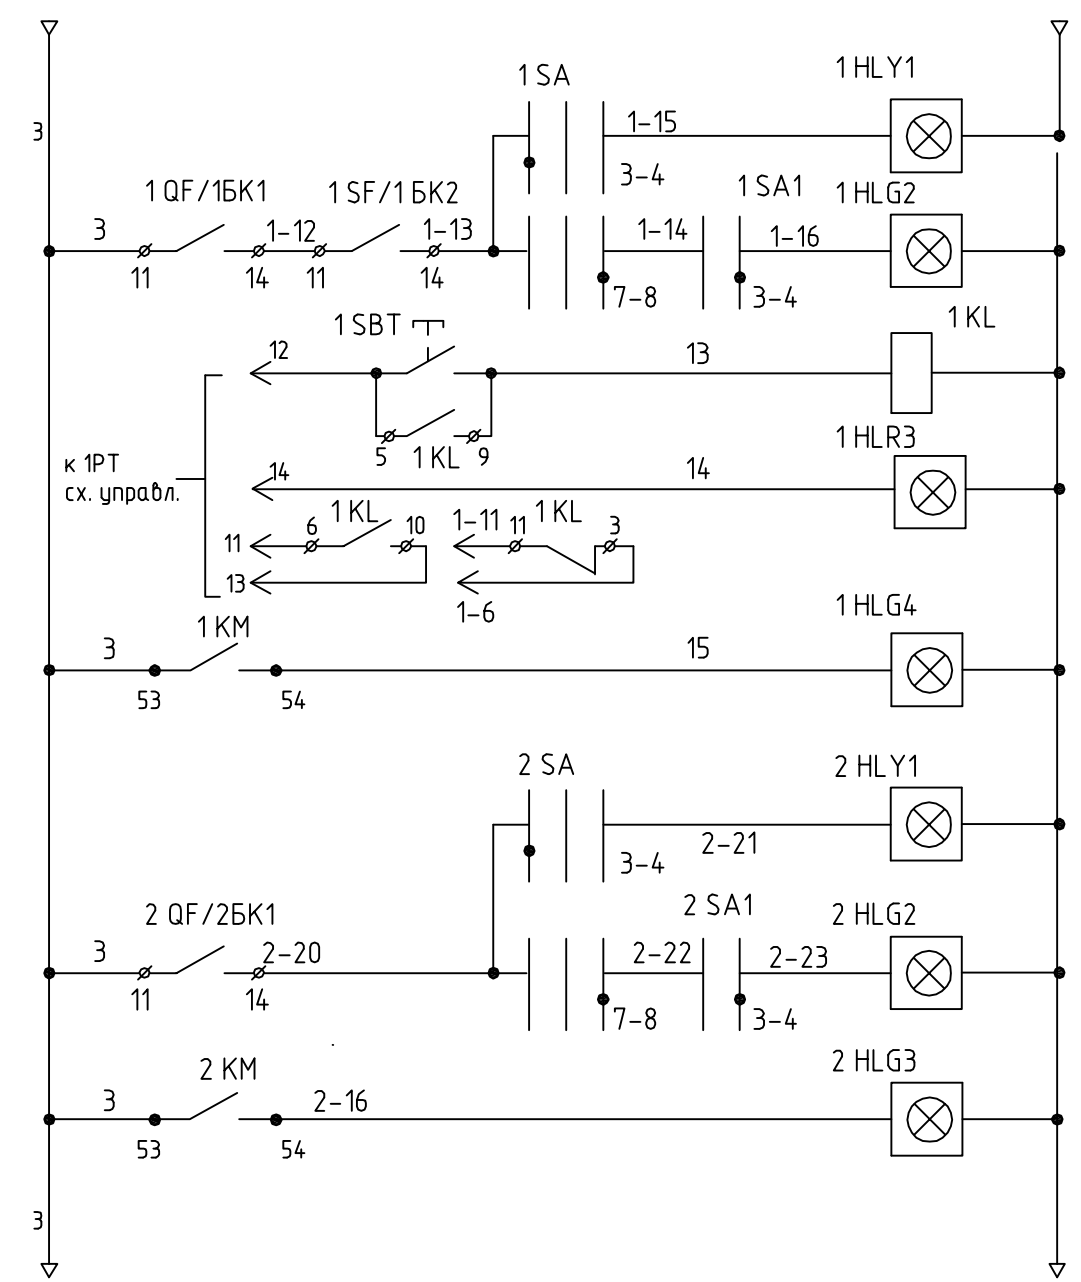 1 SA
1 HLY1
3
1-15
3-4
1 QF/1БК1
1 SF/1 БК2
1 SA1
1 HLG2
3
1-12
1-13
1-14
1-16
11
14
11
14
7-8
3-4
1 SBT
1 KL
12
13
5
1 KL
9
1 HLR3
к 1РТ
сх. управл.
14
14
1 KL
1 KL
6
10
1-11
11
3
11
13
1-6
1 HLG4
1 KM
3
15
53
54
2 SA
2 HLY1
2-21
3-4
2 QF/2БК1
2 SA1
2 HLG2
3
2-20
2-22
2-23
11
14
7-8
3-4
2 KM
2 HLG3
3
2-16
53
54
3